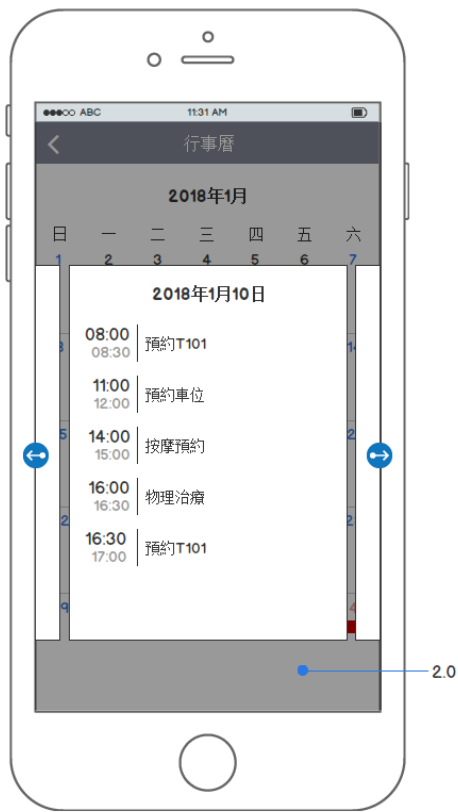 ABC 11:31 AM
行事曆
2018年1月
日 一 二 三 四 五 六
1 2 3 4 5 6 7
2018年1月10日
08:00
08:30
預約T101
11:00
12:00
預約車位
14:00
15:00
按摩預約
16:00
16:30
物理治療
16:30
17:00
預約T101
2.0